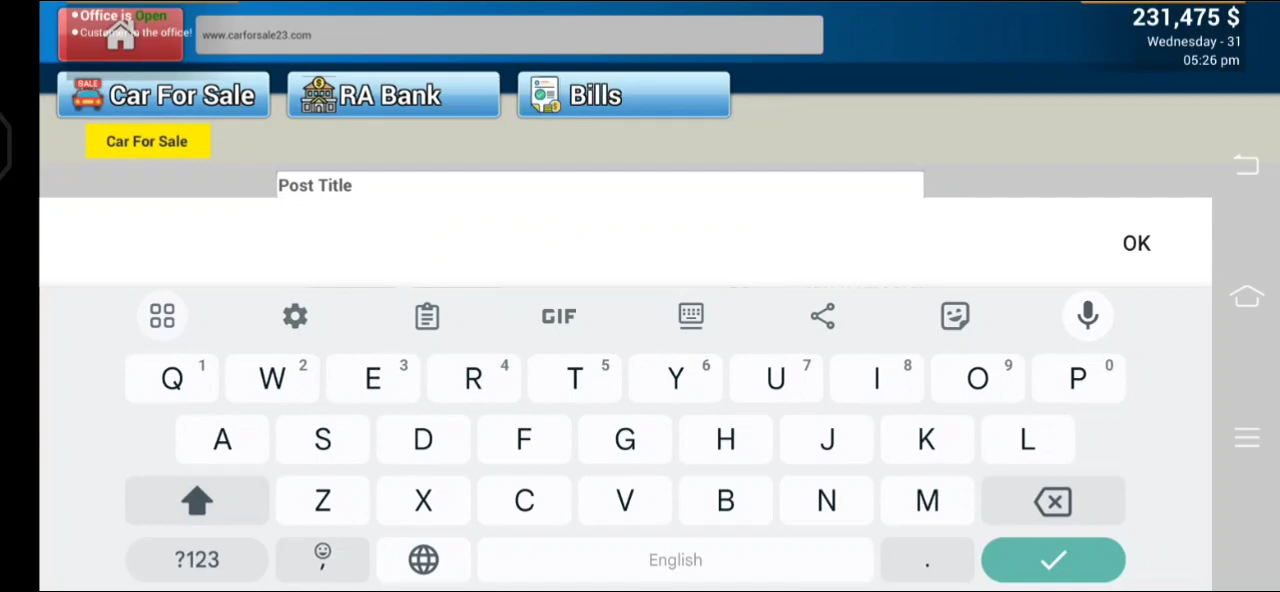 • Office is Open
• Customer in the office!
www.carforsale23.com
231,475 $
Wednesday - 31
05:26 pm
SALE
Car For Sale
RA Bank
Bills
Car For Sale
Post Title
OK
GIF
Q 1 W 2 E 3 R 4 T 5 Y 6 U 7 I 8 O 9 P 0
A S D F G H J K L
Z X C V B N M
?123 , English .